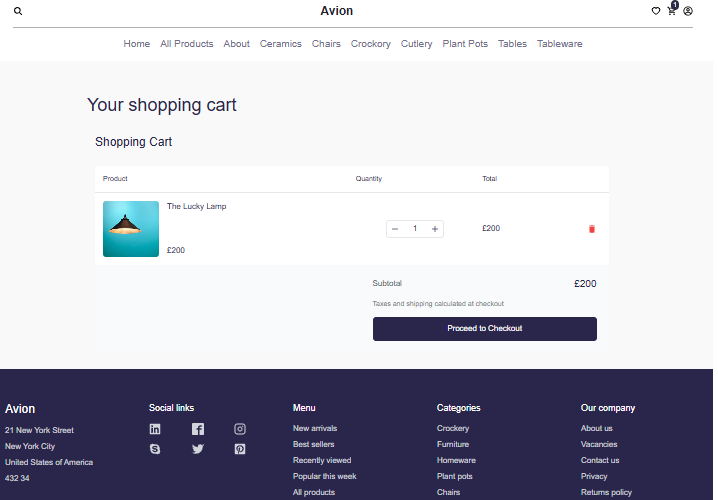 Avion
1
Home All Products About Ceramics Chairs Crockory Cutlery Plant Pots Tables Tableware
Your shopping cart
Shopping Cart
Product Quantity Total
The Lucky Lamp
1 £200
£200
Subtotal £200
Taxes and shipping calculated at checkout
Proceed to Checkout
Avion Social links Menu Categories Our company
21 New York Street New arrivals Crockery About us
New York City Best sellers Furniture Vacancies
United States of America Recently viewed Homeware Contact us
432 34 Popular this week Plant pots Privacy
All products Chairs Returns policy